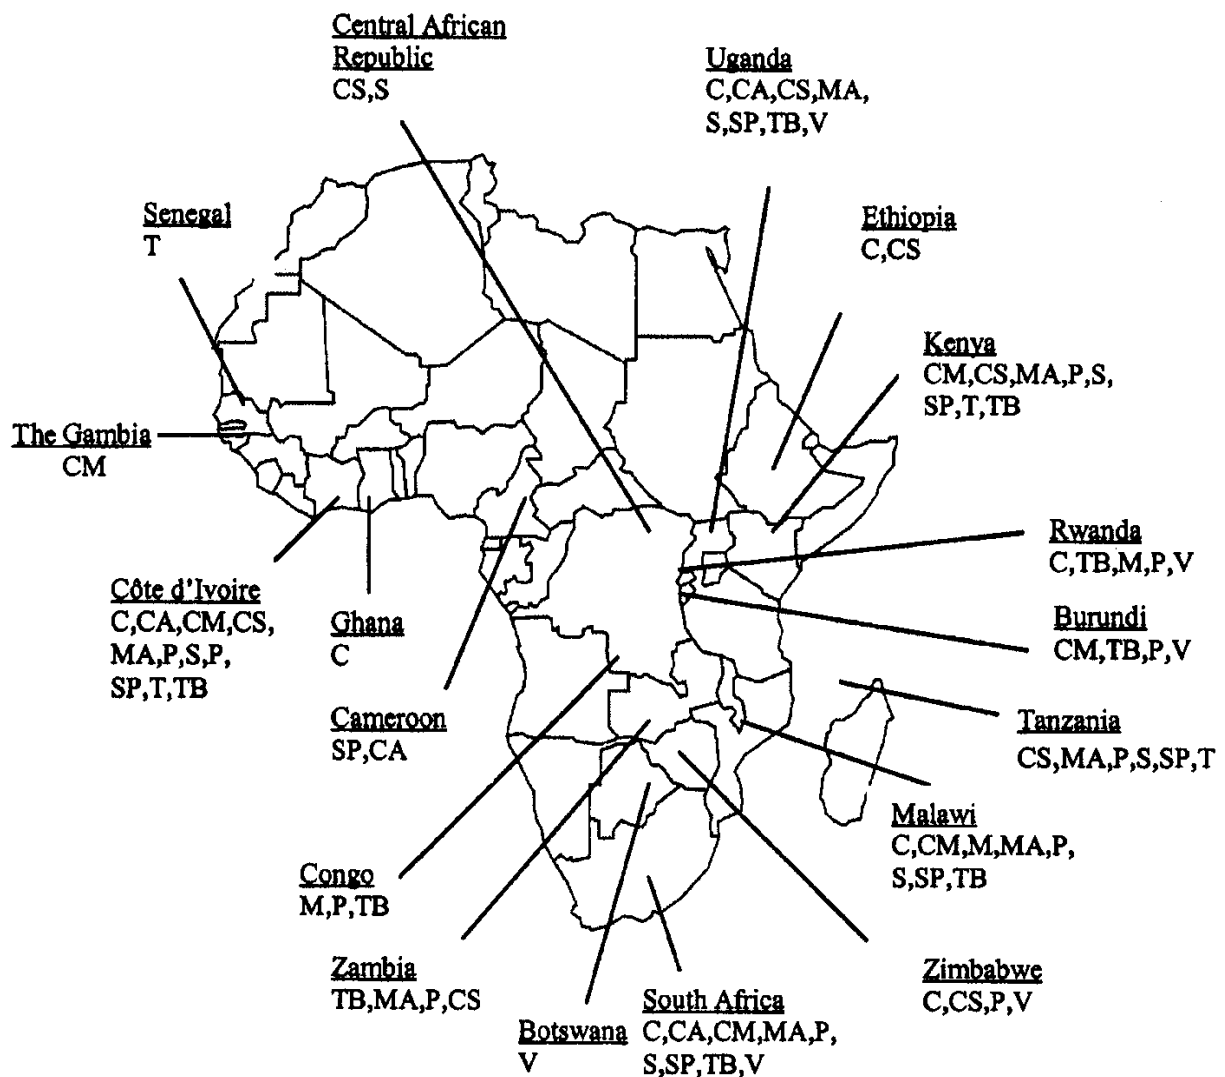 Central African
Republic
CS,S
Uganda
C,CA,CS,MA,
S,SP,TB,V
Senegal
T
Ethiopia
C,CS
Kenya
CM,CS,MA,P,S,
SP,T,TB
The Gambia
CM
Rwanda
C,TB,M,P,V
Côte d'Ivoire
C,CA,CM,CS,
MA,P,S,P,
SP,T,TB
Ghana
C
Burundi
CM,TB,P,V
Cameroon
SP,CA
Tanzania
CS,MA,P,S,SP,T
Malawi
C,CM,M,MA,P,
S,SP,TB
Congo
M,P,TB
Zambia
TB,MA,P,CS
Zimbabwe
C,CS,P,V
Botswana
V
South Africa
C,CA,CM,MA,P,
S,SP,TB,V